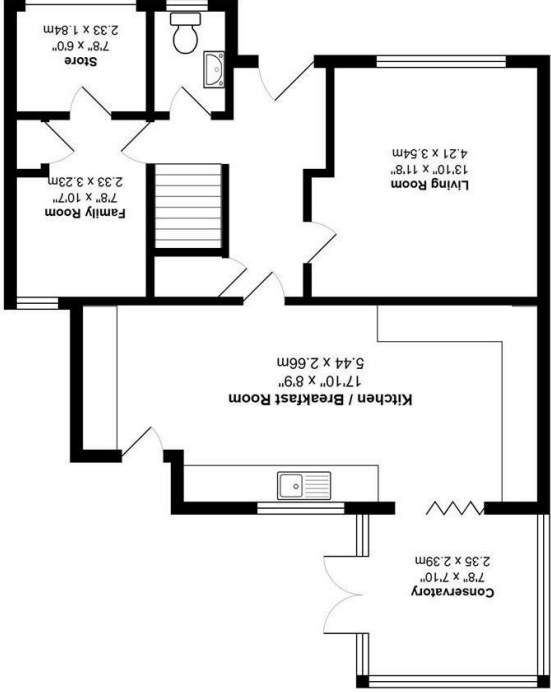 Conservatory
7'8" x 7'10"
2.35 x 2.39m
Kitchen / Breakfast Room
17'10" x 8'9"
5.44 x 2.66m
Living Room
13'10" x 11'8"
4.21 x 3.54m
Family Room
7'8" x 10'7"
2.33 x 3.23m
Store
7'8" x 6'0"
2.33 x 1.84m